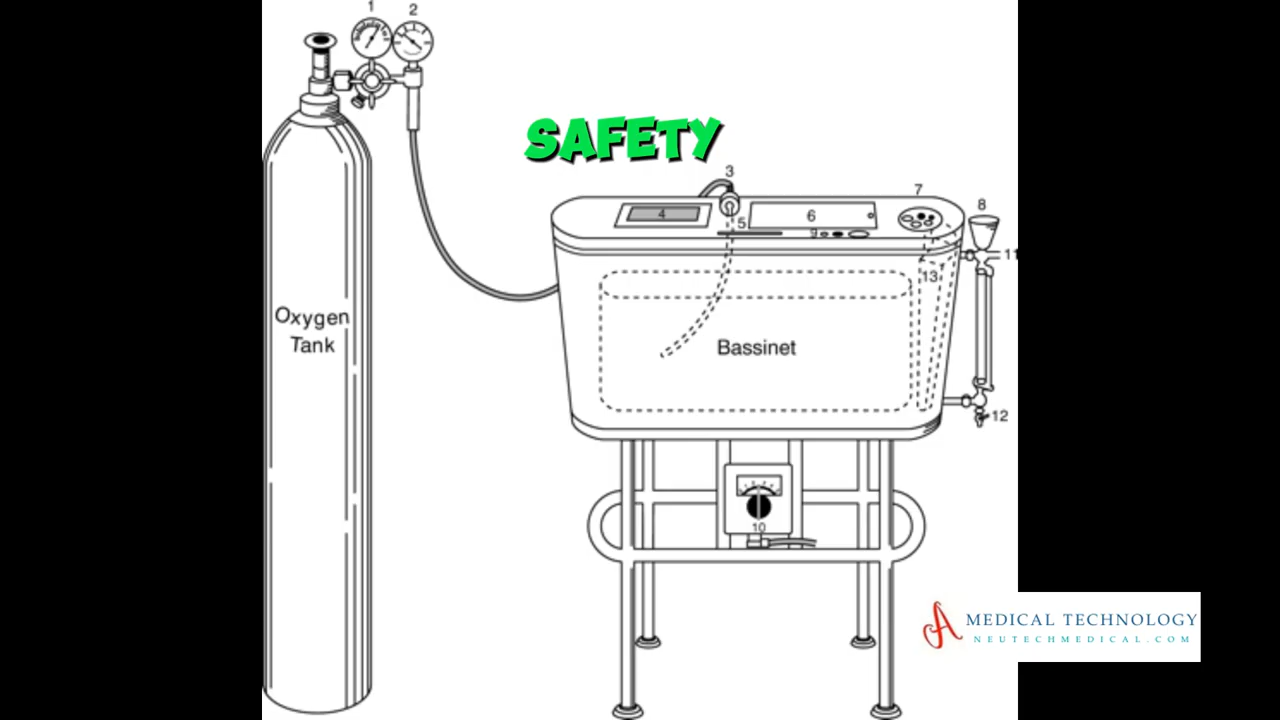 1
2
SAFETY
3
7
8
4
5
6
9
11
13
Oxygen
Tank
Bassinet
12
10
A MEDICAL TECHNOLOGY
NEUTECHMEDICAL.COM